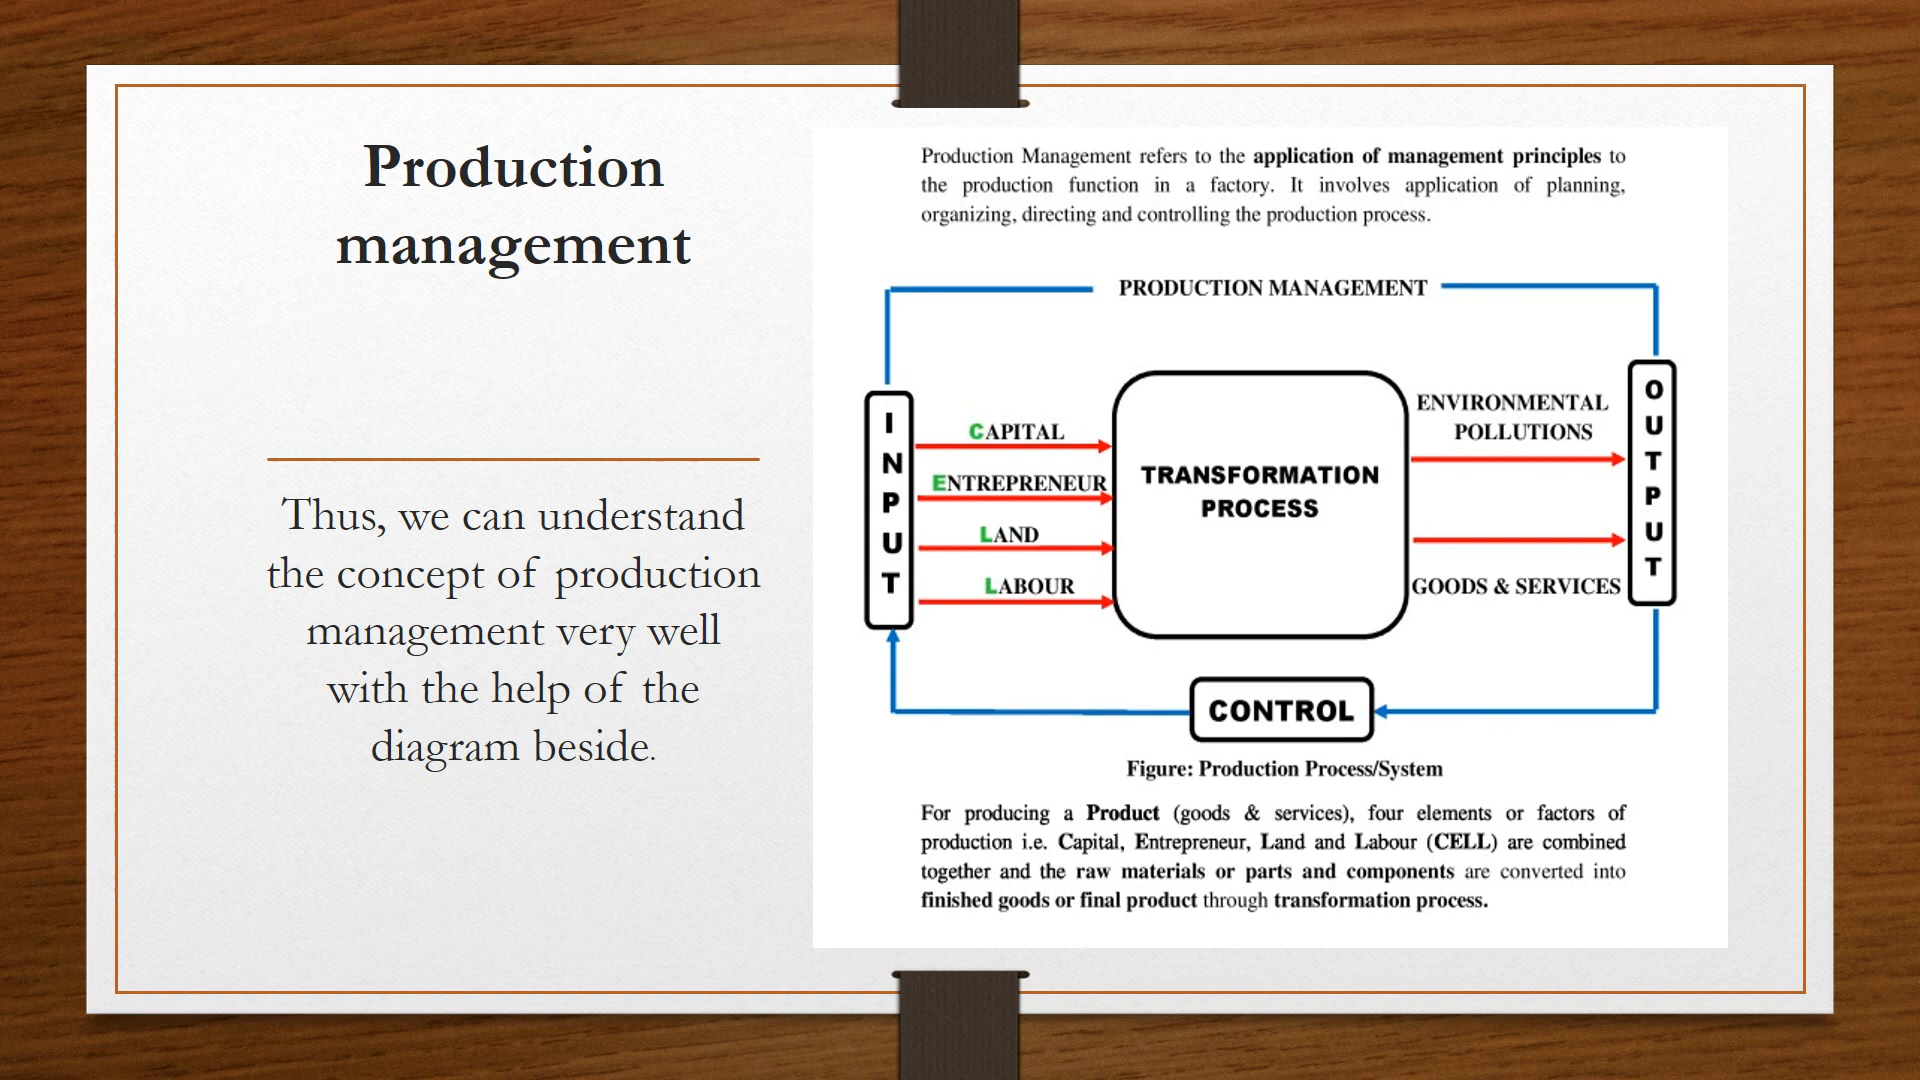 Production
management
Thus, we can understand
the concept of production
management very well
with the help of the
diagram beside.
Production Management refers to the application of management principles to
the production function in a factory. It involves application of planning,
organizing, directing and controlling the production process.
PRODUCTION MANAGEMENT
INPUT
CAPITAL
ENTREPRENEUR
LAND
LABOUR
TRANSFORMATION
PROCESS
ENVIRONMENTAL
POLLUTIONS
GOODS & SERVICES
OUTPUT
CONTROL
Figure: Production Process/System
For producing a Product (goods & services), four elements or factors of
production i.e. Capital, Entrepreneur, Land and Labour (CELL) are combined
together and the raw materials or parts and components are converted into
finished goods or final product through transformation process.